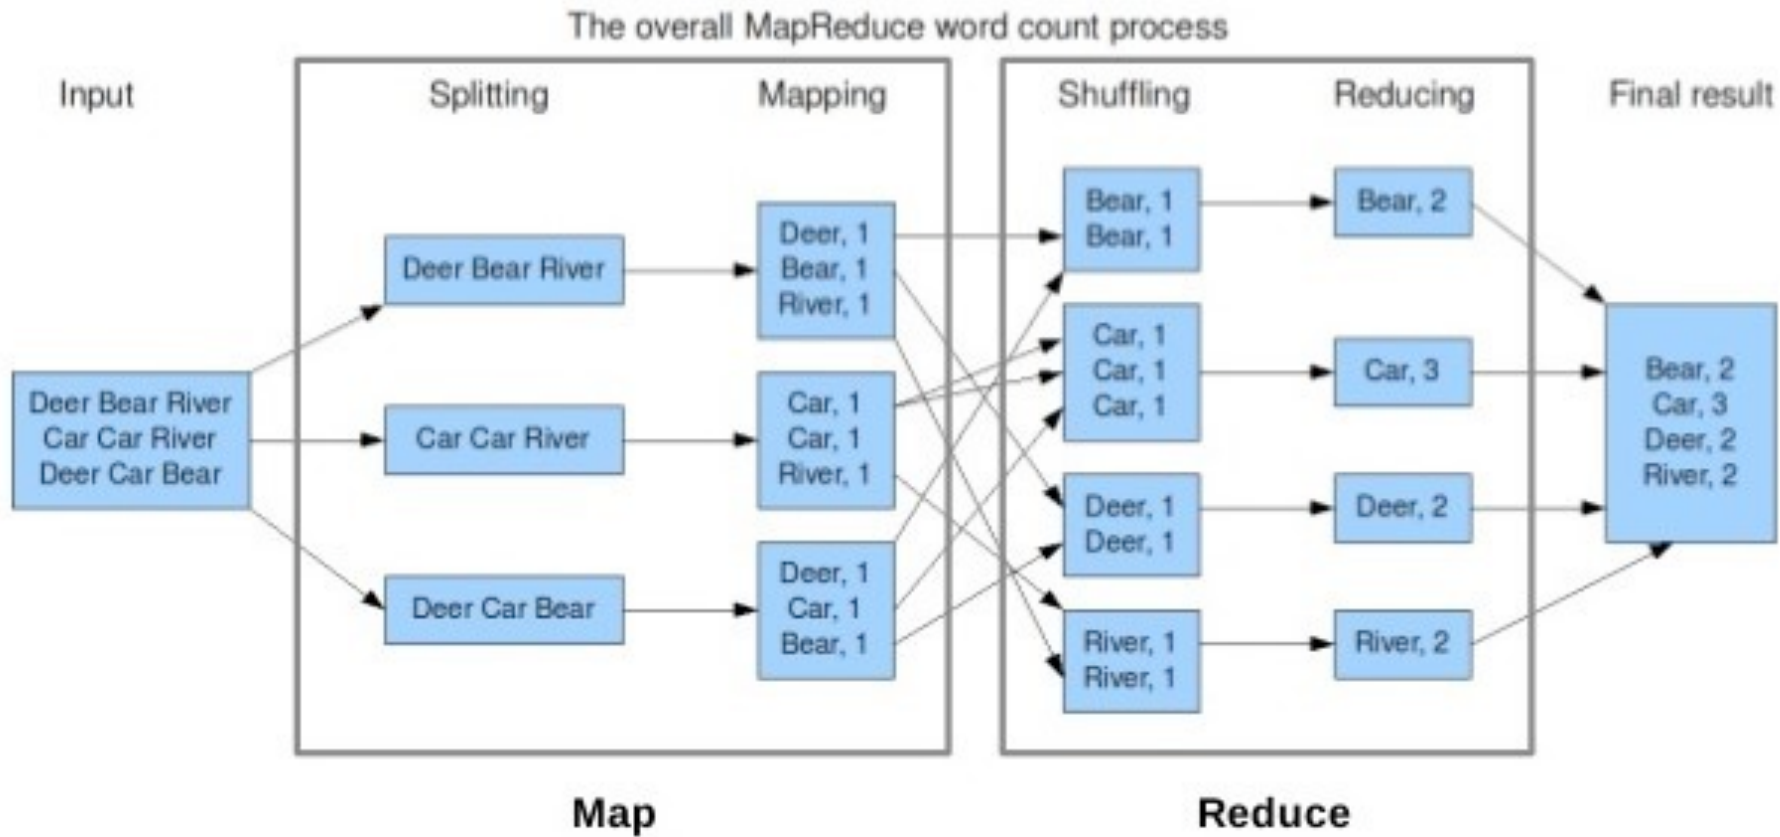 The overall MapReduce word count process
Input
Splitting
Mapping
Shuffling
Reducing
Final result
Deer Bear River
Car Car River
Deer Car Bear
Deer Bear River
Car Car River
Deer Car Bear
Deer, 1
Bear, 1
River, 1
Car, 1
Car, 1
River, 1
Deer, 1
Car, 1
Bear, 1
Bear, 1
Bear, 1
Car, 1
Car, 1
Car, 1
Deer, 1
Deer, 1
River, 1
River, 1
Bear, 2
Car, 3
Deer, 2
River, 2
Bear, 2
Car, 3
Deer, 2
River, 2
Map
Reduce